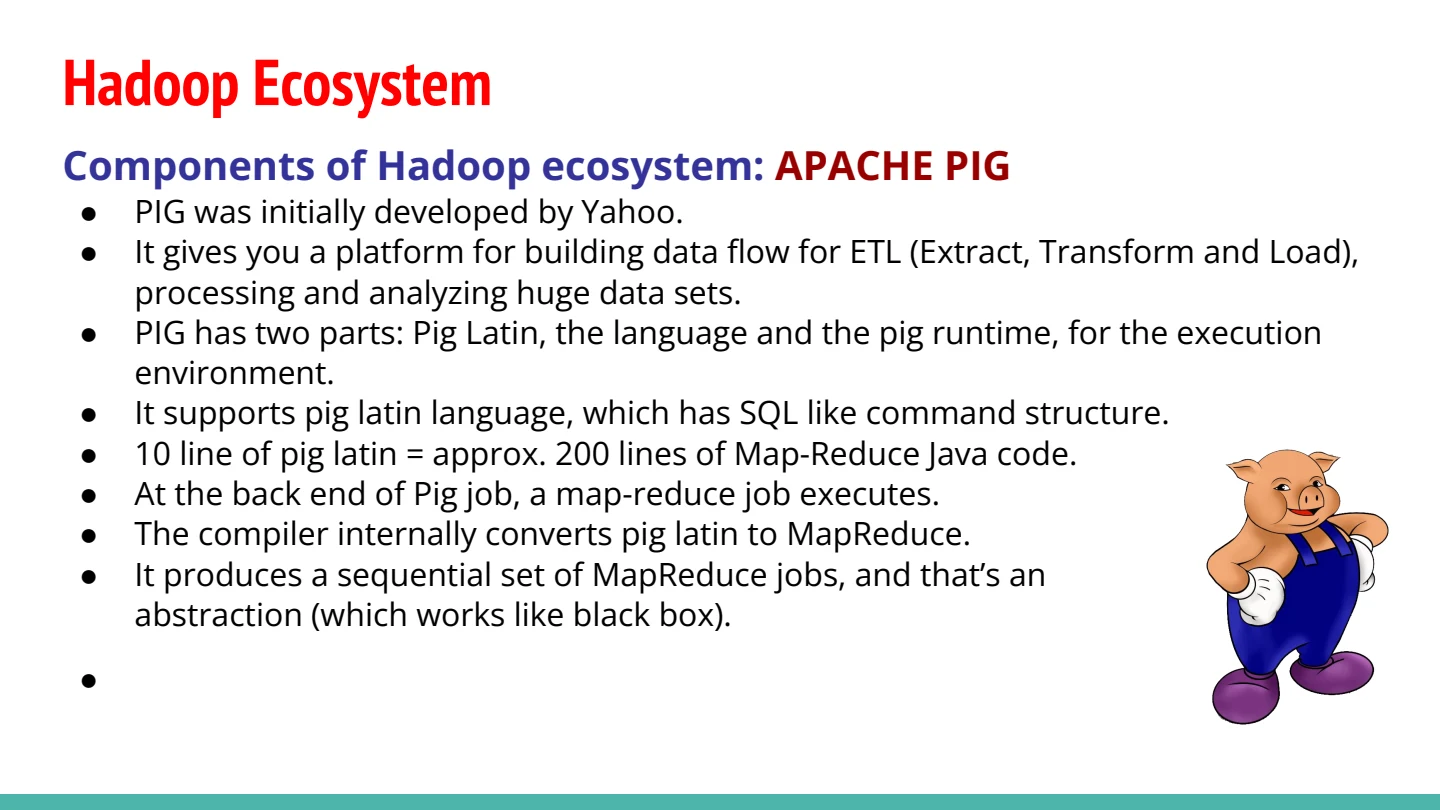 Hadoop Ecosystem
Components of Hadoop ecosystem: APACHE PIG
● PIG was initially developed by Yahoo.
● It gives you a platform for building data flow for ETL (Extract, Transform and Load),
processing and analyzing huge data sets.
● PIG has two parts: Pig Latin, the language and the pig runtime, for the execution
environment.
● It supports pig latin language, which has SQL like command structure.
● 10 line of pig latin = approx. 200 lines of Map-Reduce Java code.
● At the back end of Pig job, a map-reduce job executes.
● The compiler internally converts pig latin to MapReduce.
● It produces a sequential set of MapReduce jobs, and that’s an
abstraction (which works like black box).
●